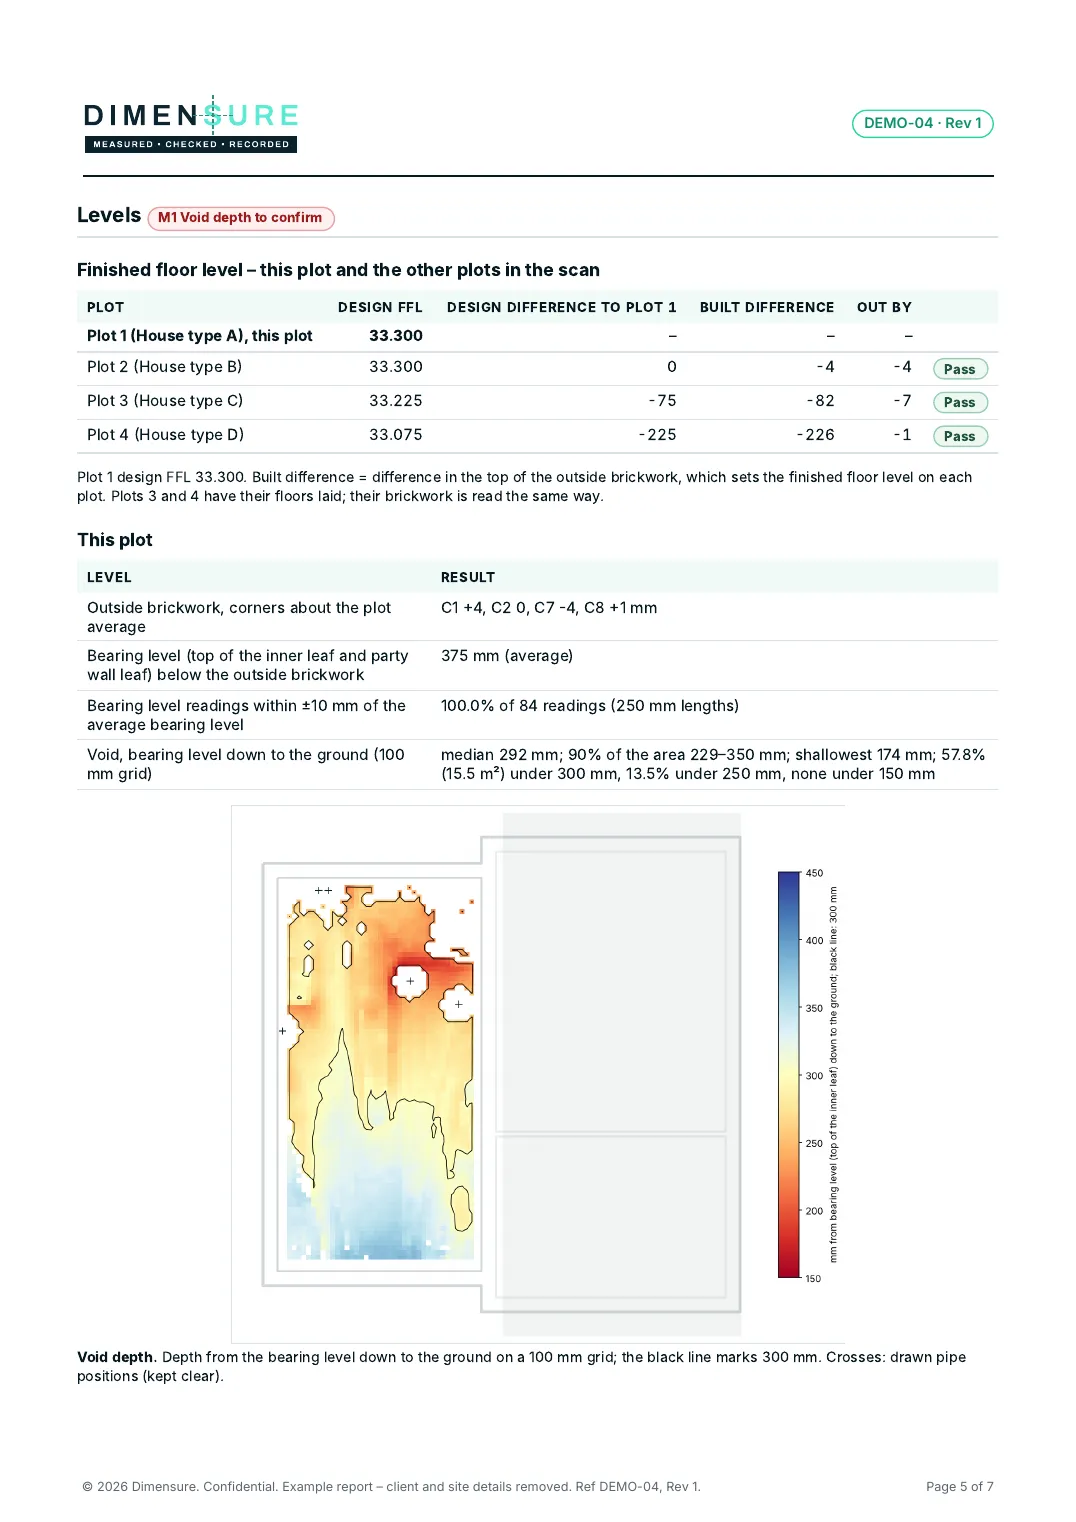 DIMENSURE
MEASURED • CHECKED • RECORDED
DEMO-04 · Rev 1
Levels M1 Void depth to confirm
Finished floor level – this plot and the other plots in the scan
PLOT DESIGN FFL DESIGN DIFFERENCE TO PLOT 1 BUILT DIFFERENCE OUT BY
Plot 1 (House type A), this plot 33.300 – – –
Plot 2 (House type B) 33.300 0 -4 -4 Pass
Plot 3 (House type C) 33.225 -75 -82 -7 Pass
Plot 4 (House type D) 33.075 -225 -226 -1 Pass
Plot 1 design FFL 33.300. Built difference = difference in the top of the outside brickwork, which sets the finished floor level on each
plot. Plots 3 and 4 have their floors laid; their brickwork is read the same way.
This plot
LEVEL RESULT
Outside brickwork, corners about the plot
average
C1 +4, C2 0, C7 -4, C8 +1 mm
Bearing level (top of the inner leaf and party
wall leaf) below the outside brickwork
375 mm (average)
Bearing level readings within ±10 mm of the
average bearing level
100.0% of 84 readings (250 mm lengths)
Void, bearing level down to the ground (100
mm grid)
median 292 mm; 90% of the area 229–350 mm; shallowest 174 mm; 57.8%
(15.5 m²) under 300 mm, 13.5% under 250 mm, none under 150 mm
450
400
350
300
250
200
150
mm from bearing level (top of the inner leaf) down to the ground; black line: 300 mm
Void depth. Depth from the bearing level down to the ground on a 100 mm grid; the black line marks 300 mm. Crosses: drawn pipe
positions (kept clear).
© 2026 Dimensure. Confidential. Example report – client and site details removed. Ref DEMO-04, Rev 1.
Page 5 of 7